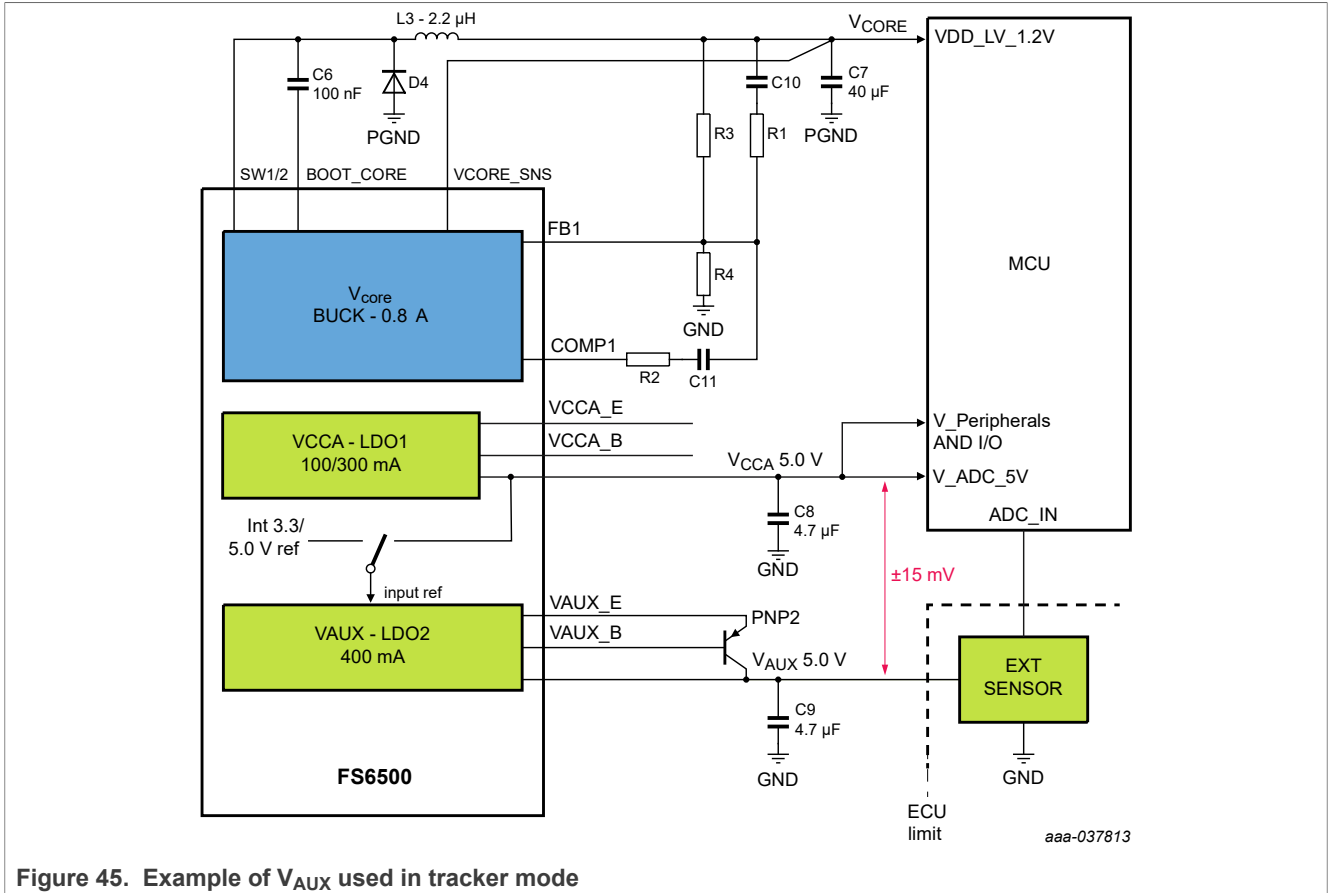 L3 - 2.2 µH
VCORE
VDD_LV_1.2V
C6
100 nF
D4
PGND
C10
C7
40 µF
R3
R1
PGND
SW1/2
BOOT_CORE
VCORE_SNS
FB1
Vcore
BUCK - 0.8 A
R4
GND
MCU
COMP1
R2
C11
VCCA_E
VCCA_B
VCCA - LDO1
100/300 mA
VCCA 5.0 V
V_Peripherals
AND I/O
V_ADC_5V
ADC_IN
C8
4.7 µF
GND
Int 3.3/
5.0 V ref
input ref
±15 mV
VAUX_E
VAUX_B
PNP2
VAUX - LDO2
400 mA
VAUX 5.0 V
EXT
SENSOR
C9
4.7 µF
GND
GND
FS6500
ECU
limit
aaa-037813
Figure 45. Example of VAUX used in tracker mode